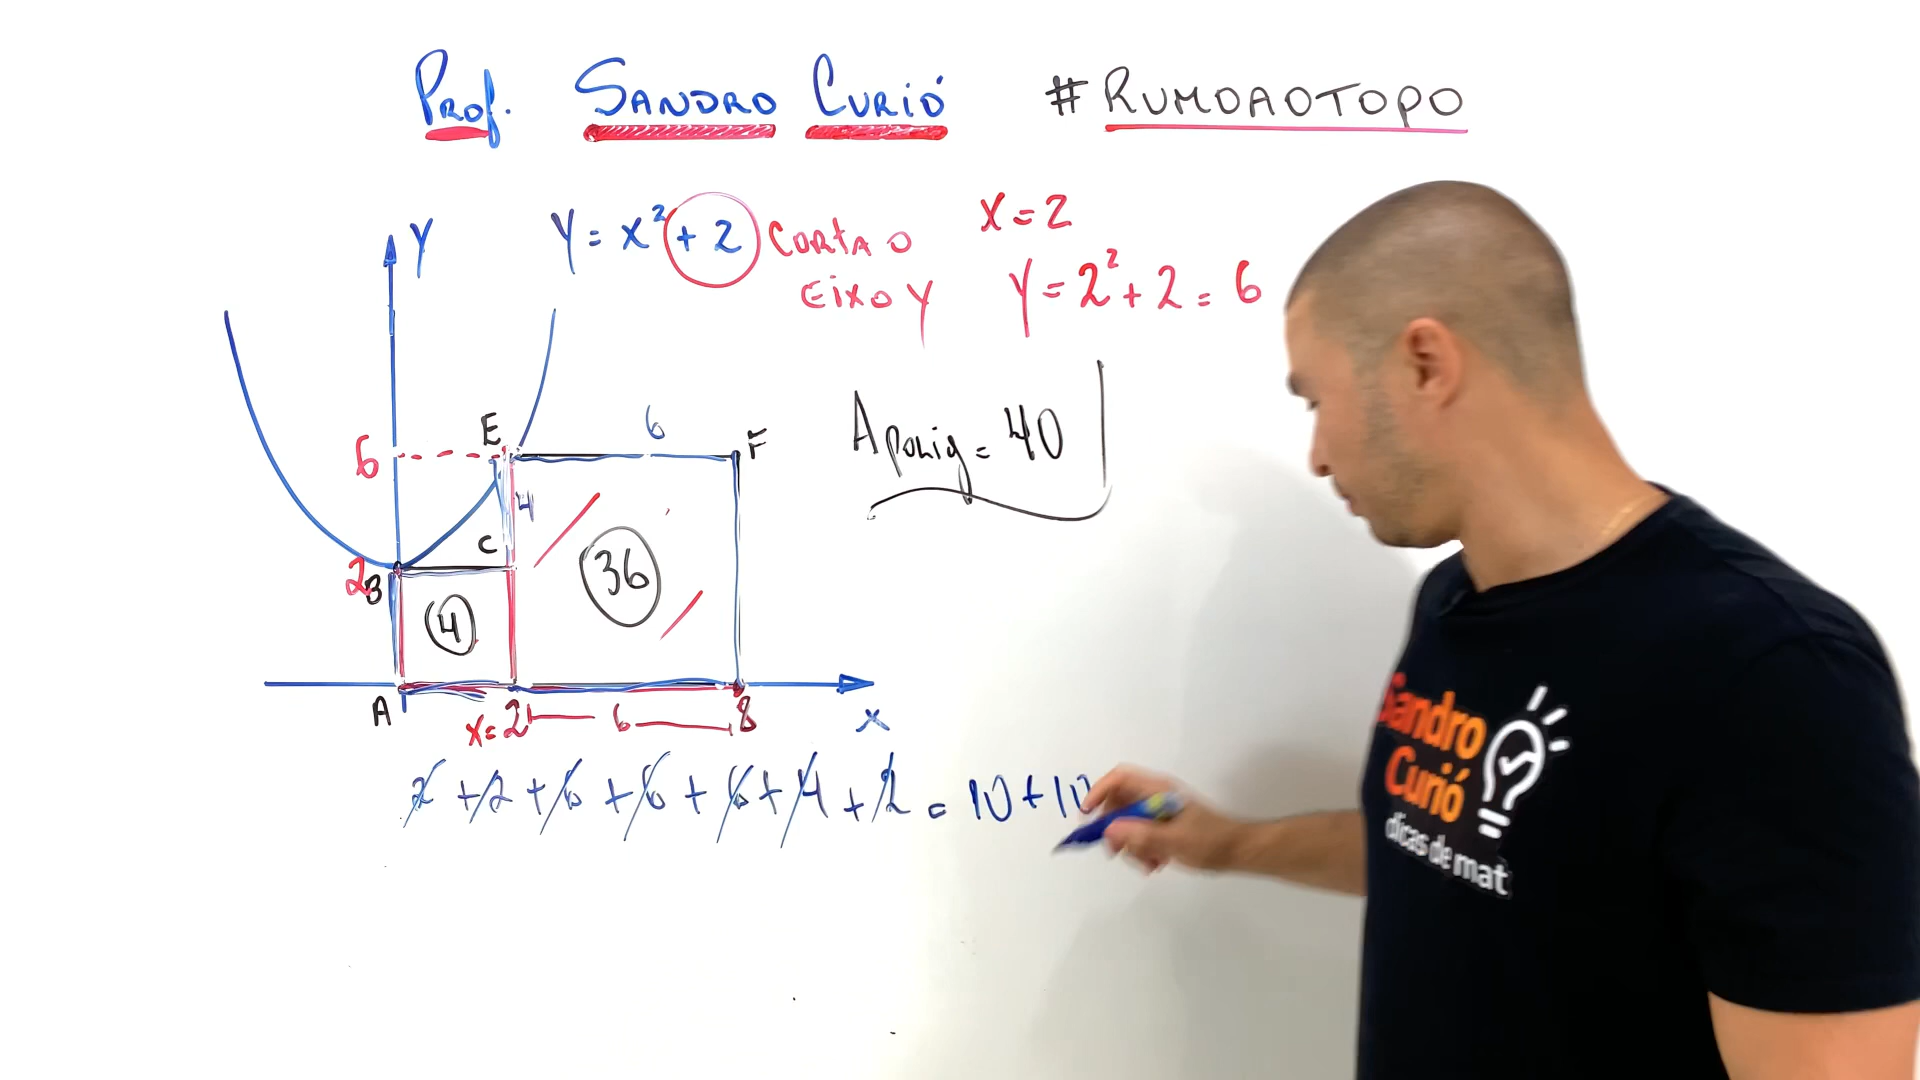 Prof. SANDRO CURIÓ #RUMOAOTOPO
Y = x² + 2 CORTA O
EIXO Y
x = 2
Y = 2² + 2 = 6
Y
E 6 F
6
4
C
2
B
4
36
A polig = 40
A x = 2 6 8 x
2 + 2 + 6 + 6 + 6 + 4 + 2 = 10 + 10
Sandro
Curió
dicas de mat